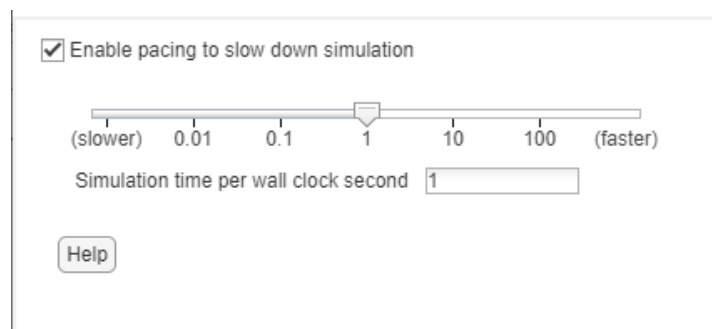 Enable pacing to slow down simulation
(slower) 0.01 0.1 1 10 100 (faster)
Simulation time per wall clock second 1
Help